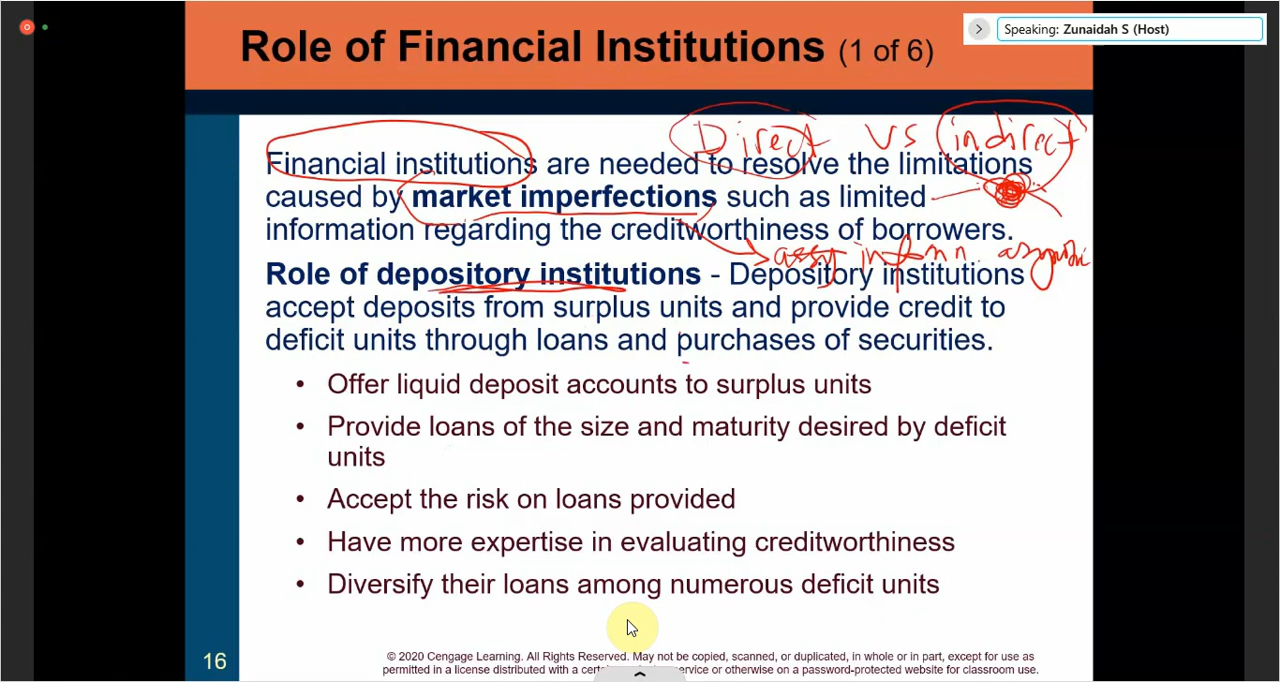 Speaking: Zunaidah S (Host)
Role of Financial Institutions (1 of 6)
Direct vs indirect
Financial institutions are needed to resolve the limitations
caused by market imperfections such as limited
information regarding the creditworthiness of borrowers.
Role of depository institutions - Depository institutions
accept deposits from surplus units and provide credit to
deficit units through loans and purchases of securities.
• Offer liquid deposit accounts to surplus units
• Provide loans of the size and maturity desired by deficit
units
• Accept the risk on loans provided
• Have more expertise in evaluating creditworthiness
• Diversify their loans among numerous deficit units
16
© 2020 Cengage Learning. All Rights Reserved. May not be copied, scanned, or duplicated, in whole or in part, except for use as
permitted in a license distributed with a certa service or otherwise on a password-protected website for classroom use.